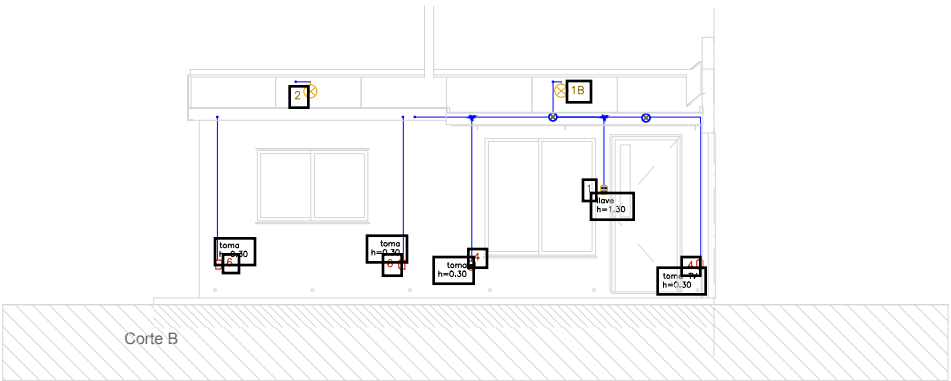 2
1B
1
llave
h=1.30
toma
h=0.30
6
toma
h=0.30
6
4
toma
h=0.30
4
toma TV
h=0.30
Corte B